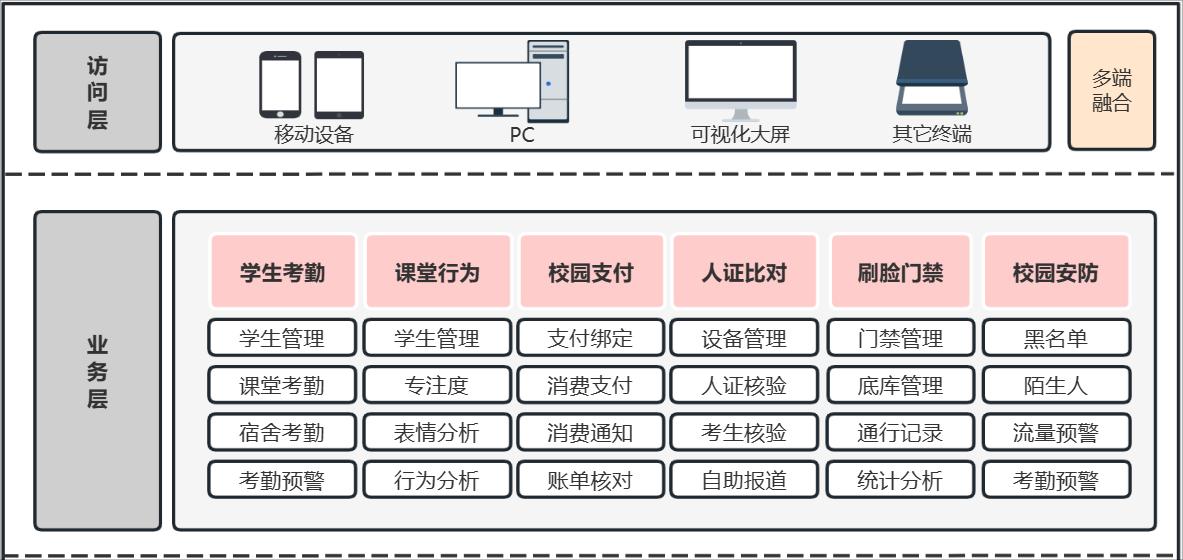 访
问
层
移动设备
PC
可视化大屏
其它终端
多端
融合
业
务
层
学生考勤
课堂行为
校园支付
人证比对
刷脸门禁
校园安防
学生管理
学生管理
支付绑定
设备管理
门禁管理
黑名单
课堂考勤
专注度
消费支付
人证核验
底库管理
陌生人
宿舍考勤
表情分析
消费通知
考生核验
通行记录
流量预警
考勤预警
行为分析
账单核对
自助报道
统计分析
考勤预警